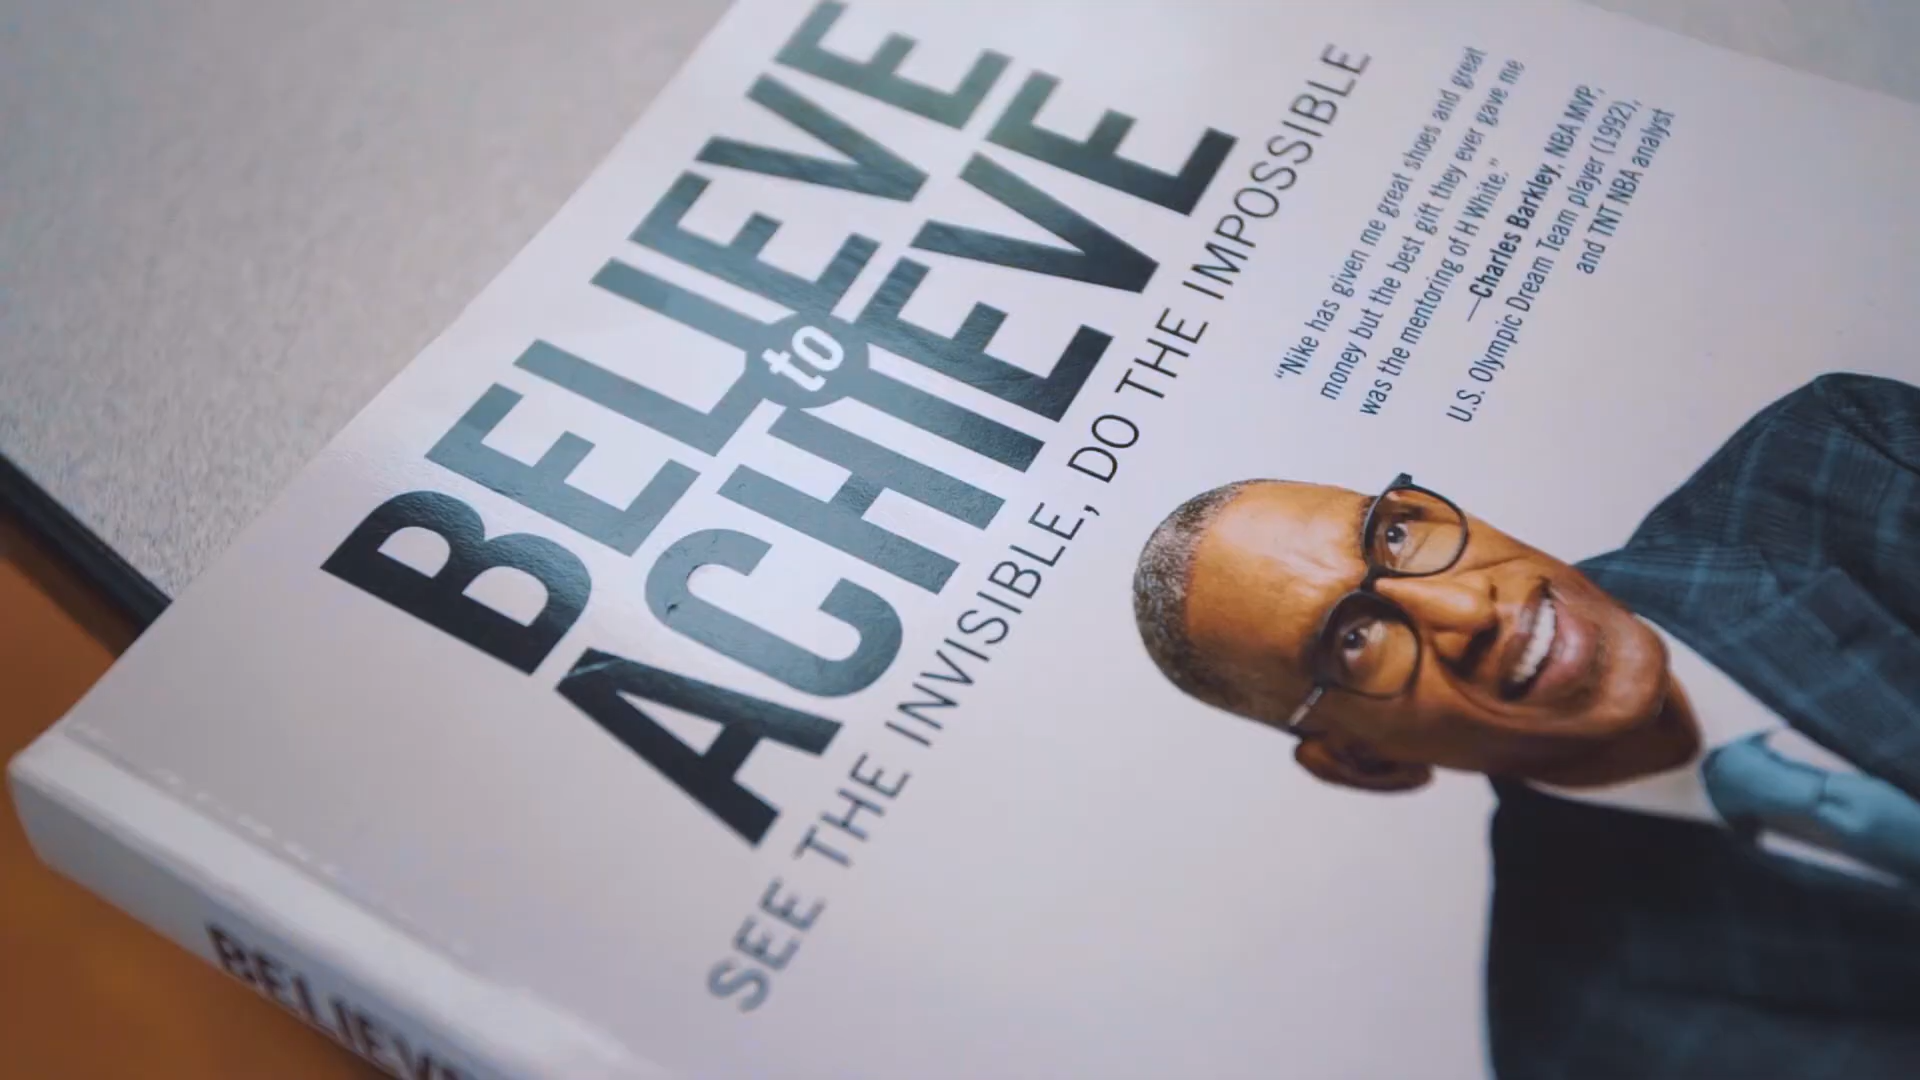 BELIEVE
to
ACHIEVE
SEE THE INVISIBLE, DO THE IMPOSSIBLE
“Nike has given me great shoes and great
money but the best gift they ever gave me
was the mentoring of H White.”
—Charles Barkley, NBA MVP,
U.S. Olympic Dream Team player (1992),
and TNT NBA analyst
BELIEVE